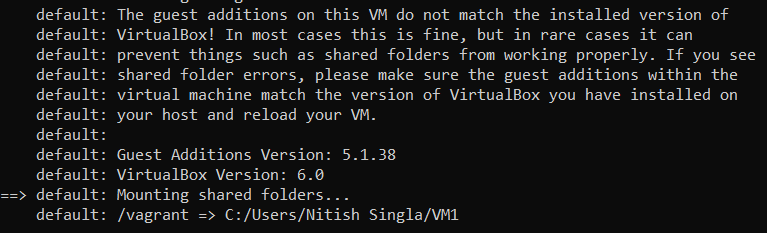 default: The guest additions on this VM do not match the installed version of
default: VirtualBox! In most cases this is fine, but in rare cases it can
default: prevent things such as shared folders from working properly. If you see
default: shared folder errors, please make sure the guest additions within the
default: virtual machine match the version of VirtualBox you have installed on
default: your host and reload your VM.
default:
default: Guest Additions Version: 5.1.38
default: VirtualBox Version: 6.0
==> default: Mounting shared folders...
default: /vagrant => C:/Users/Nitish Singla/VM1